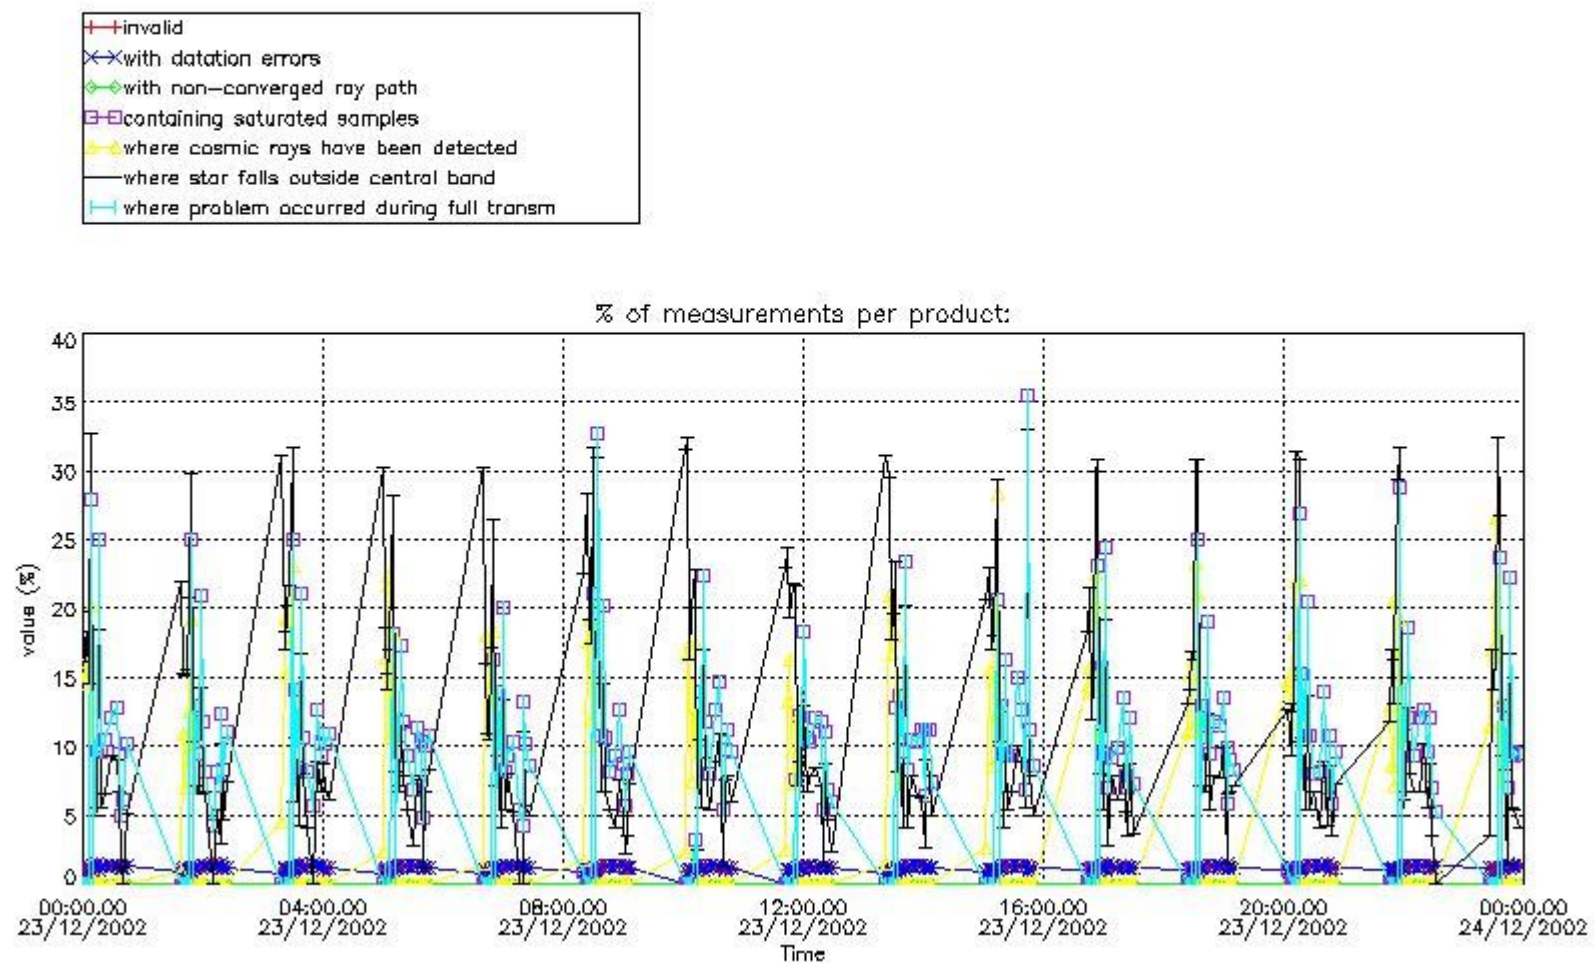 invalid
with datation errors
with non-converged ray path
containing saturated samples
where cosmic rays have been detected
where star falls outside central band
where problem occurred during full transm
% of measurements per product:
40
35
30
25
20
15
10
5
0
value (%)
00:00:00 04:00:00 08:00:00 12:00:00 16:00:00 20:00:00 00:00:00
23/12/2002 23/12/2002 23/12/2002 23/12/2002 23/12/2002 23/12/2002 24/12/2002
Time